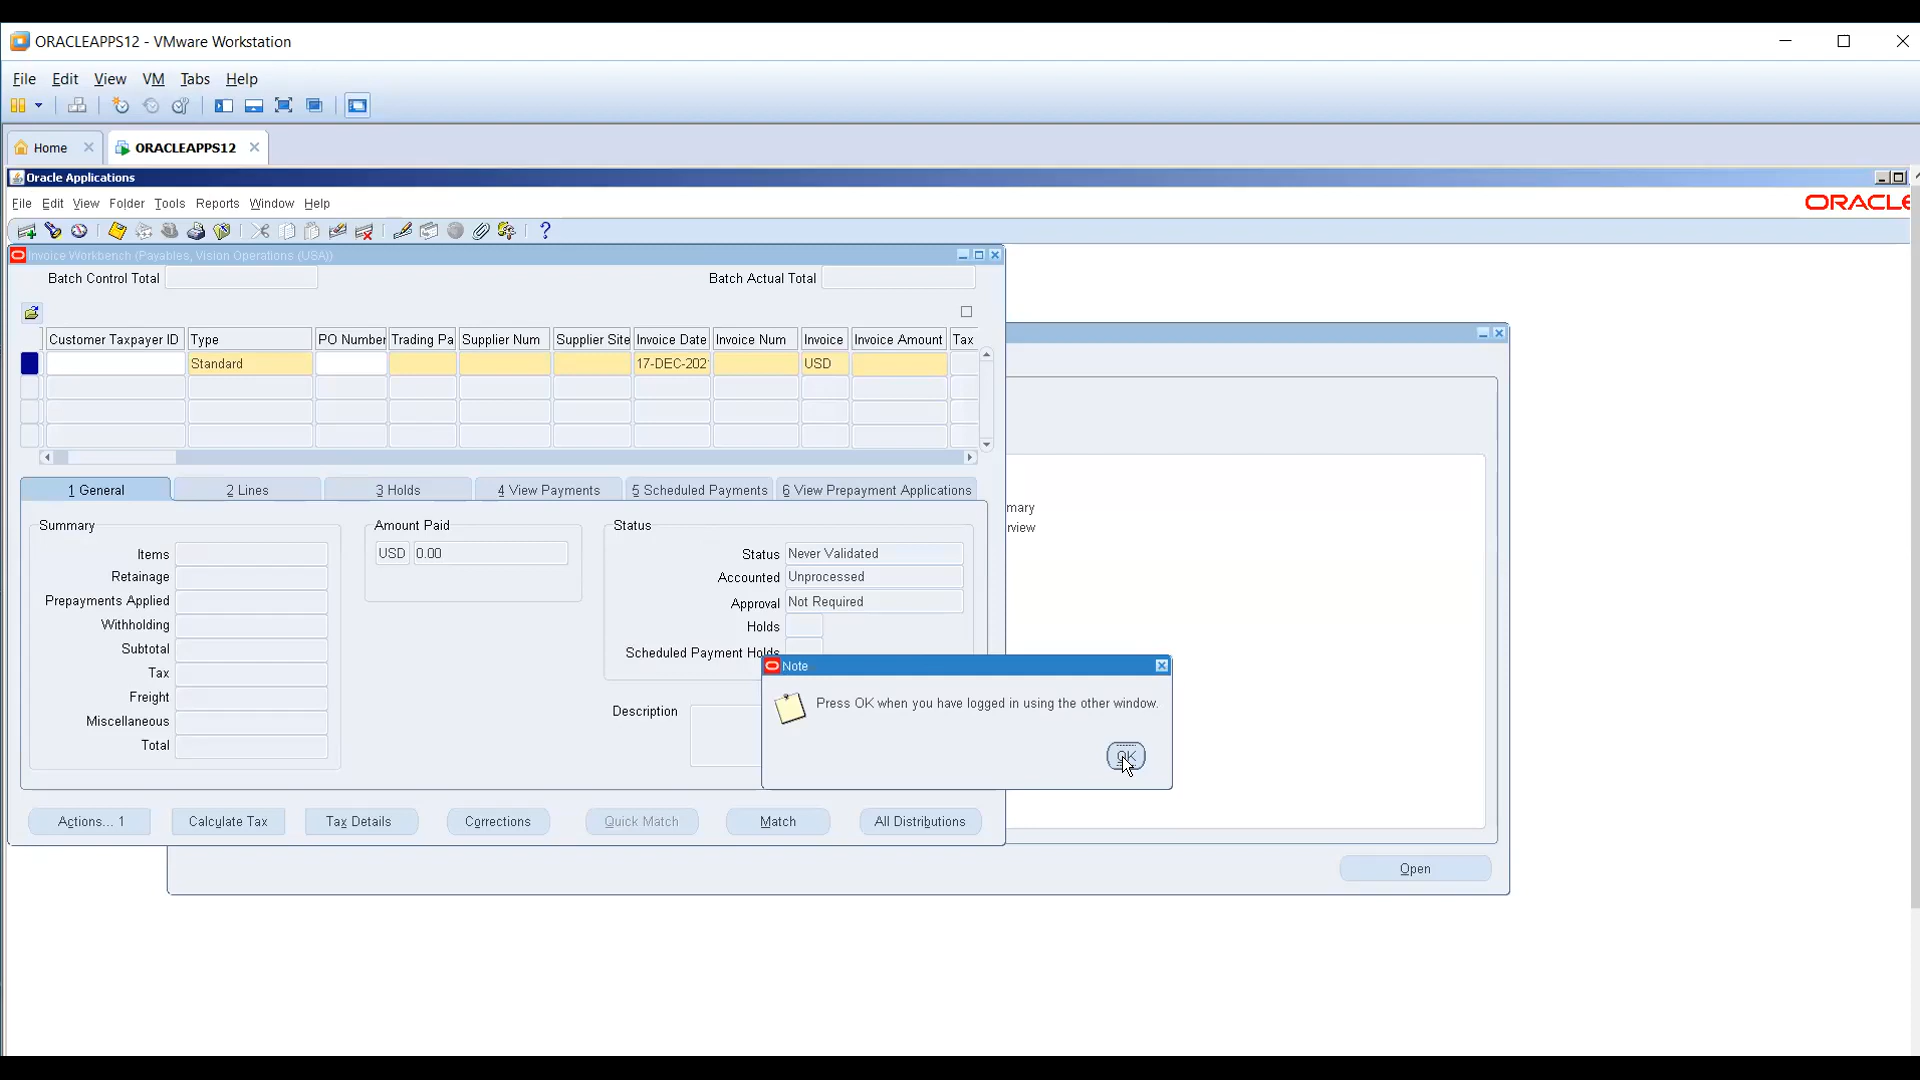 ORACLEAPPS12 - VMware Workstation
File Edit View VM Tabs Help
Home ORACLEAPPS12
Oracle Applications
File Edit View Folder Tools Reports Window Help
ORACLE
Invoice Workbench (Payables, Vision Operations (USA))
Batch Control Total Batch Actual Total
Customer Taxpayer ID Type PO Number Trading Pa Supplier Num Supplier Site Invoice Date Invoice Num Invoice Invoice Amount Tax
Standard 17-DEC-202 USD
1 General 2 Lines 3 Holds 4 View Payments 5 Scheduled Payments 6 View Prepayment Applications
mary
rview
Summary
Items
Retainage
Prepayments Applied
Withholding
Subtotal
Tax
Freight
Miscellaneous
Total
Amount Paid
USD 0.00
Status
Status Never Validated
Accounted Unprocessed
Approval Not Required
Holds
Scheduled Payment Holds
Description
Note
Press OK when you have logged in using the other window.
OK
Actions... 1 Calculate Tax Tax Details Corrections Quick Match Match All Distributions
Open